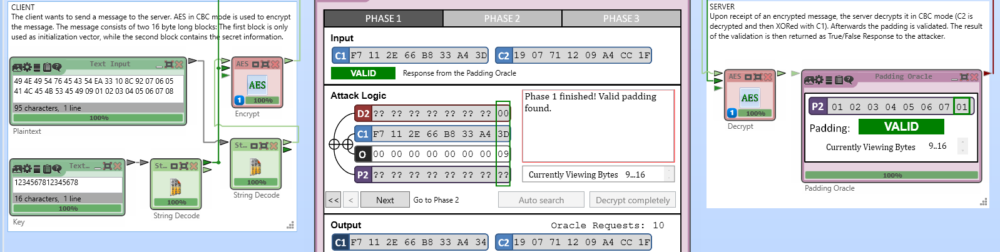 CLIENT
The client wants to send a message to the server. AES in CBC mode is used to encrypt
the message. The message consists of two 16 byte long blocks: The first block is only
used as initialization vector, while the second block contains the secret information.
Text Input
49 4E 49 54 76 45 43 54 EA 33 10 8C 92 07 06 05
41 4C 45 4B 53 45 49 09 01 02 03 04 05 06 07 08
95 characters, 1 line
100%
Plaintext
AES
AES
1 100%
Encrypt
Text...
1234567812345678
16 characters, 1 line
100%
Key
St...
100%
String Decode
St...
100%
String Decode
PHASE 1 PHASE 2 PHASE 3
Input
C1 F7 11 2E 66 B8 33 A4 3D C2 19 07 71 12 09 A4 CC 1F
VALID Response from the Padding Oracle
Attack Logic
D2 ?? ?? ?? ?? ?? ?? ?? 00
C1 F7 11 2E 66 B8 33 A4 3D
O 00 00 00 00 00 00 00 09
P2 ?? ?? ?? ?? ?? ?? ?? ??
Phase 1 finished! Valid padding
found.
Currently Viewing Bytes 9...16
<< < Next Go to Phase 2 Auto search Decrypt completely
Output Oracle Requests: 10
C1 F7 11 2E 66 B8 33 A4 34 C2 19 07 71 12 09 A4 CC 1F
SERVER
Upon receipt of an encrypted message, the server decrypts it in CBC mode (C2 is
decrypted and then XORed with C1). Afterwards the padding is validated. The result
of the validation is then returned as True/False Response to the attacker.
AES
AES
1 100%
Decrypt
Padding Oracle
P2 01 02 03 04 05 06 07 01
Padding: VALID
Currently Viewing Bytes 9..16
100%
Padding Oracle